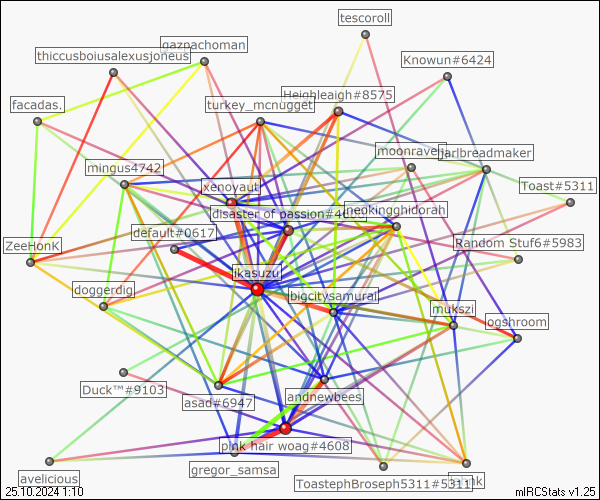 tescoroll
gazpachoman
thiccusboiusalexusjoneus
Knowun#6424
Heighleagh#8575
facadas.
turkey_mcnugget
moonraven
charlbreadmaker
mingus4742
xenoyaut
Toast#5311
disaster of passion#4
neokingghidorah
default#0617
ZeeHonK
Random Stuf6#5983
ikasuzu
doggerdig
bigcitysamurai
mukszi
ogshroom
Duck™#9103
asad#6947
andnewbees
pink hair woag#4608
gregor_samsa
avelicious
ToastephBroseph5311#5311
25.10.2024 1:10
mIRCStats v1.25